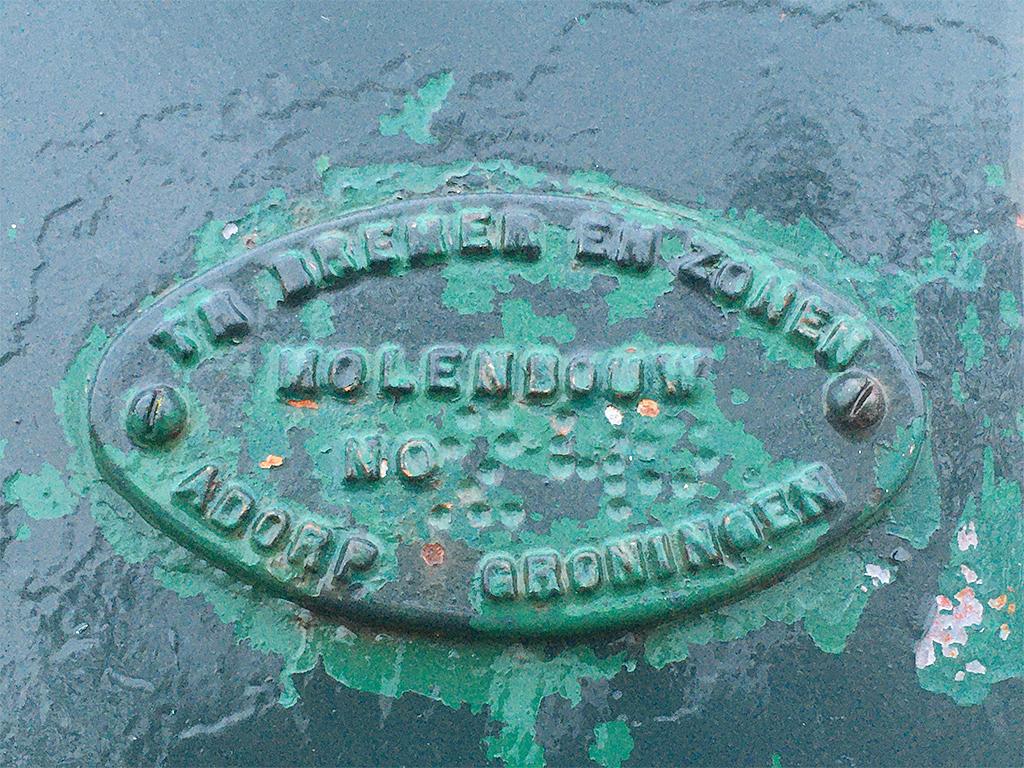 BREMER EN ZONEN
MOLENBOUW
NO
ADORP GRONINGEN